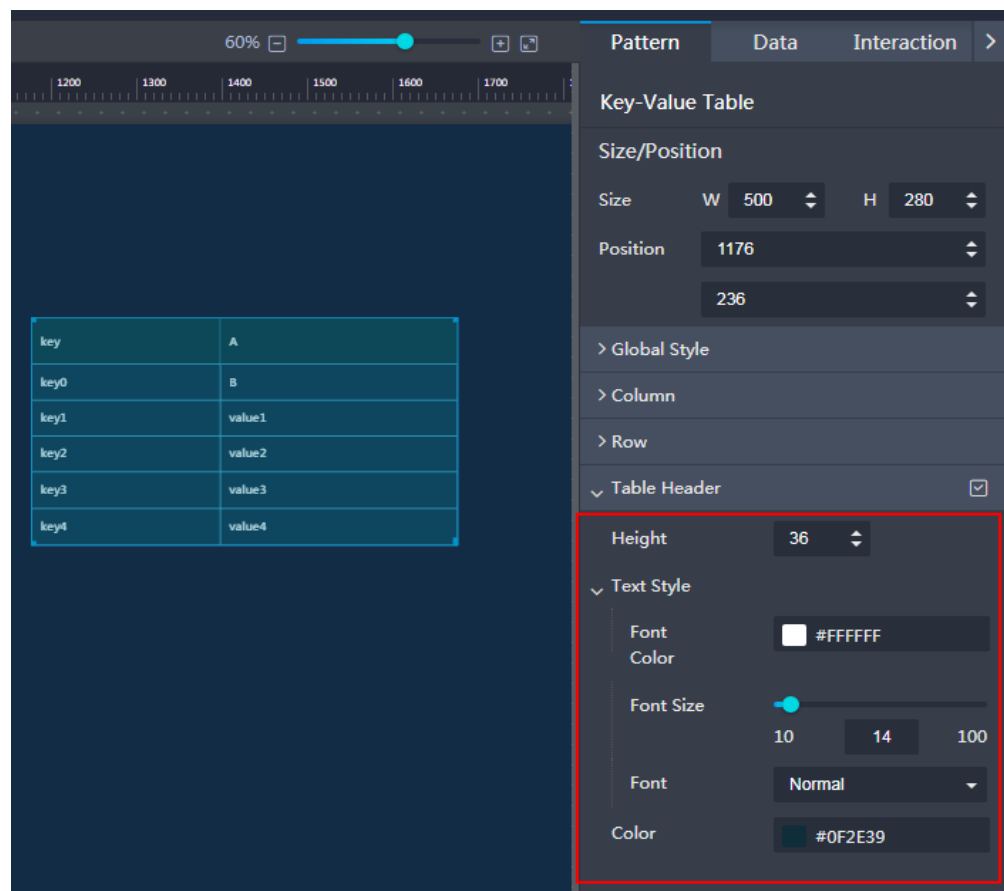 60%
Pattern Data Interaction
1200 1300 1400 1500 1600 1700
Key-Value Table
Size/Position
Size W 500 H 280
Position 1176
236
key A
key0 B
key1 value1
key2 value2
key3 value3
key4 value4
Global Style
Column
Row
Table Header
Height 36
Text Style
Font
Color
#FFFFFF
Font Size
10 14 100
Font Normal
Color #0F2E39